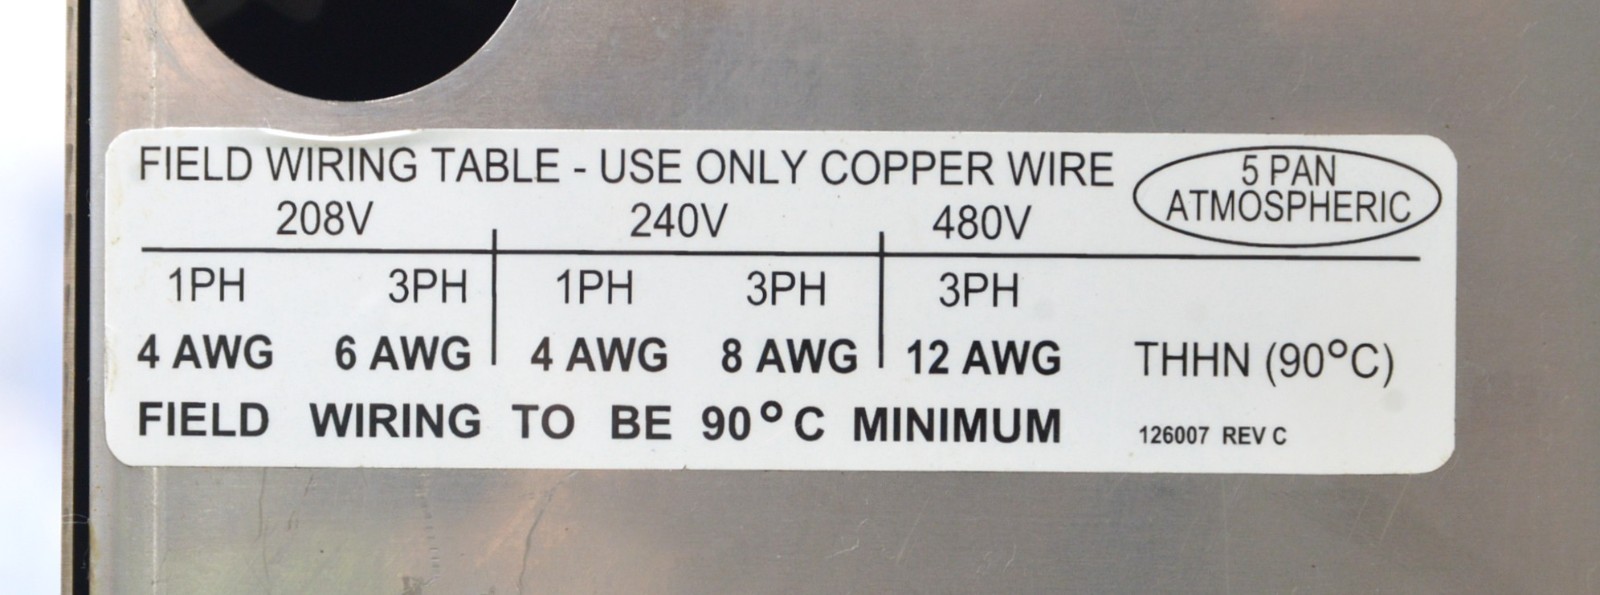 FIELD WIRING TABLE - USE ONLY COPPER WIRE
5 PAN
ATMOSPHERIC
208V 240V 480V
1PH 3PH 1PH 3PH 3PH
4 AWG 6 AWG 4 AWG 8 AWG 12 AWG THHN (90°C)
FIELD WIRING TO BE 90°C MINIMUM
126007 REV C